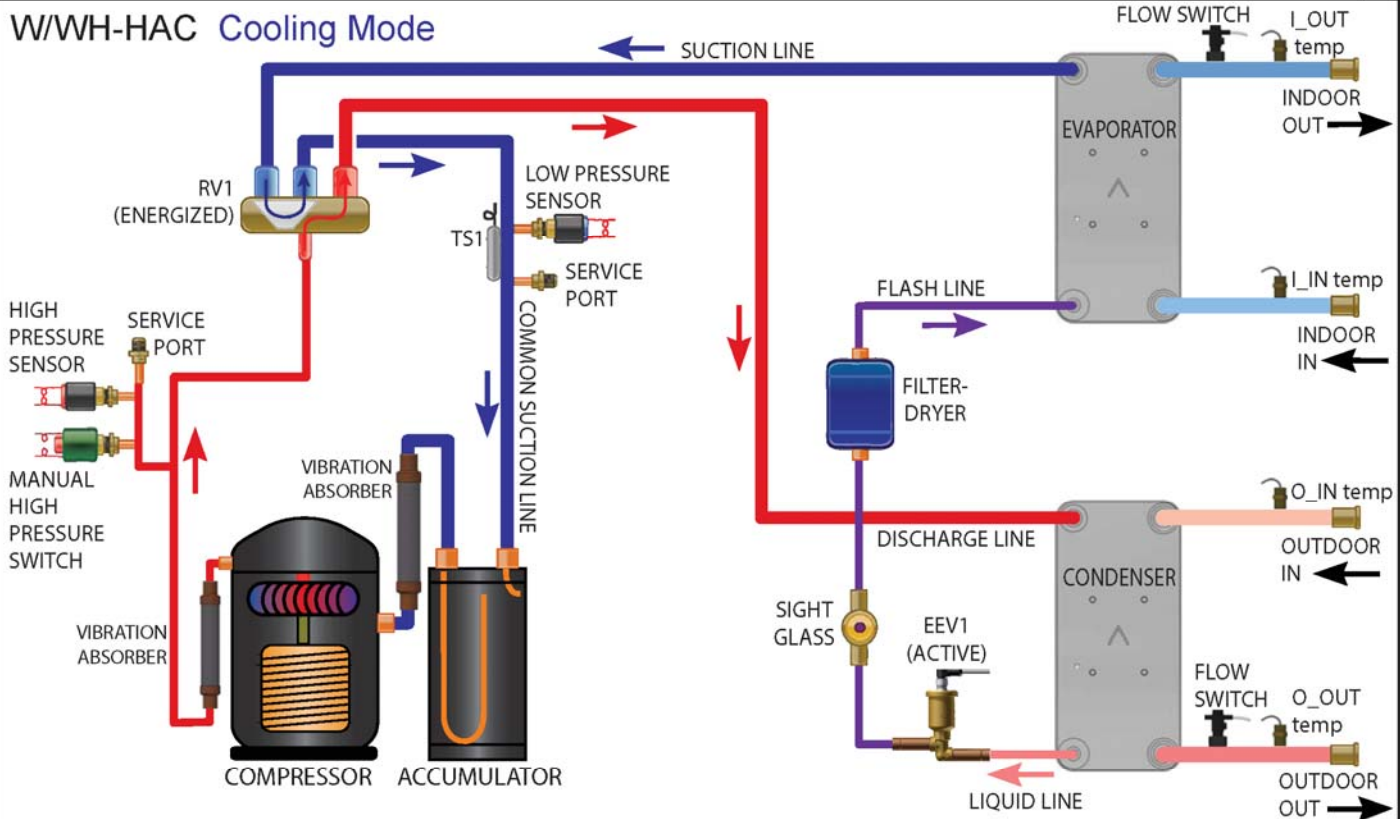 W/WH-HAC Cooling Mode
FLOW SWITCH
I_OUT
temp
SUCTION LINE
INDOOR
OUT
EVAPORATOR
RV1
(ENERGIZED)
LOW PRESSURE
SENSOR
TS1
SERVICE
PORT
FLASH LINE
I_IN temp
INDOOR
IN
HIGH
PRESSURE
SENSOR
SERVICE
PORT
COMMON SUCTION LINE
FILTER-
DRYER
MANUAL
HIGH
PRESSURE
SWITCH
VIBRATION
ABSORBER
O_IN temp
DISCHARGE LINE
OUTDOOR
IN
CONDENSER
SIGHT
GLASS
EEV1
(ACTIVE)
VIBRATION
ABSORBER
FLOW
SWITCH
O_OUT
temp
COMPRESSOR
ACCUMULATOR
LIQUID LINE
OUTDOOR
OUT